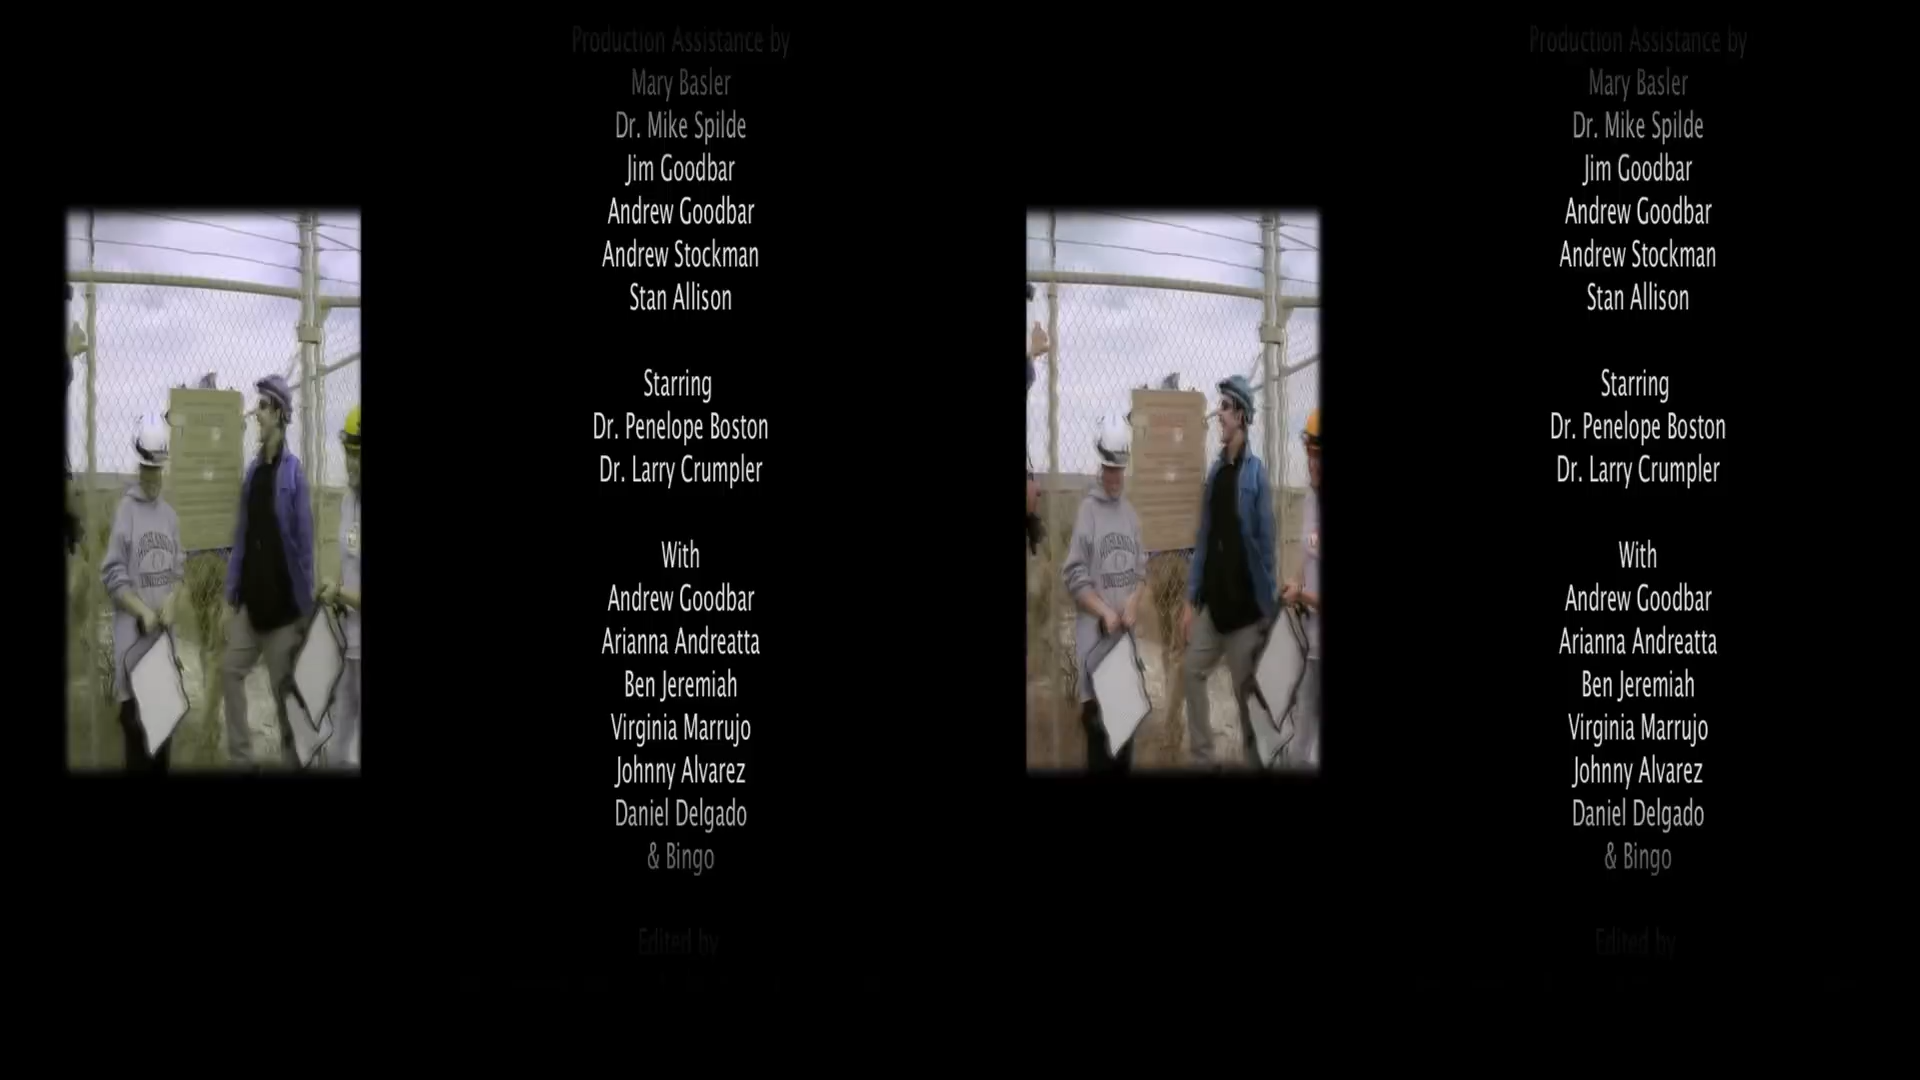 Production Assistance by
Mary Basler
Dr. Mike Spilde
Jim Goodbar
Andrew Goodbar
Andrew Stockman
Stan Allison
Starring
Dr. Penelope Boston
Dr. Larry Crumpler
With
Andrew Goodbar
Arianna Andreatta
Ben Jeremiah
Virginia Marrujo
Johnny Alvarez
Daniel Delgado
& Bingo
Edited by
Production Assistance by
Mary Basler
Dr. Mike Spilde
Jim Goodbar
Andrew Goodbar
Andrew Stockman
Stan Allison
Starring
Dr. Penelope Boston
Dr. Larry Crumpler
With
Andrew Goodbar
Arianna Andreatta
Ben Jeremiah
Virginia Marrujo
Johnny Alvarez
Daniel Delgado
& Bingo
Edited by